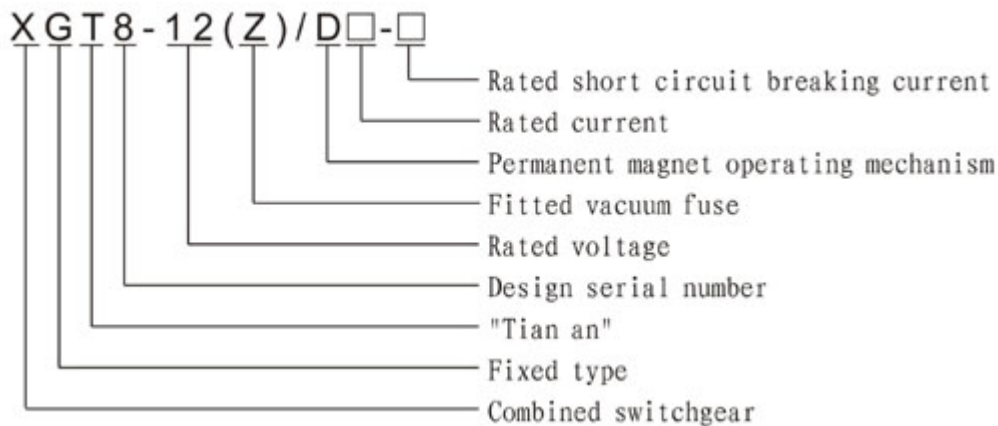 XGT8-12(Z)/D□-□
Rated short circuit breaking current
Rated current
Permanent magnet operating mechanism
Fitted vacuum fuse
Rated voltage
Design serial number
"Tian an"
Fixed type
Combined switchgear